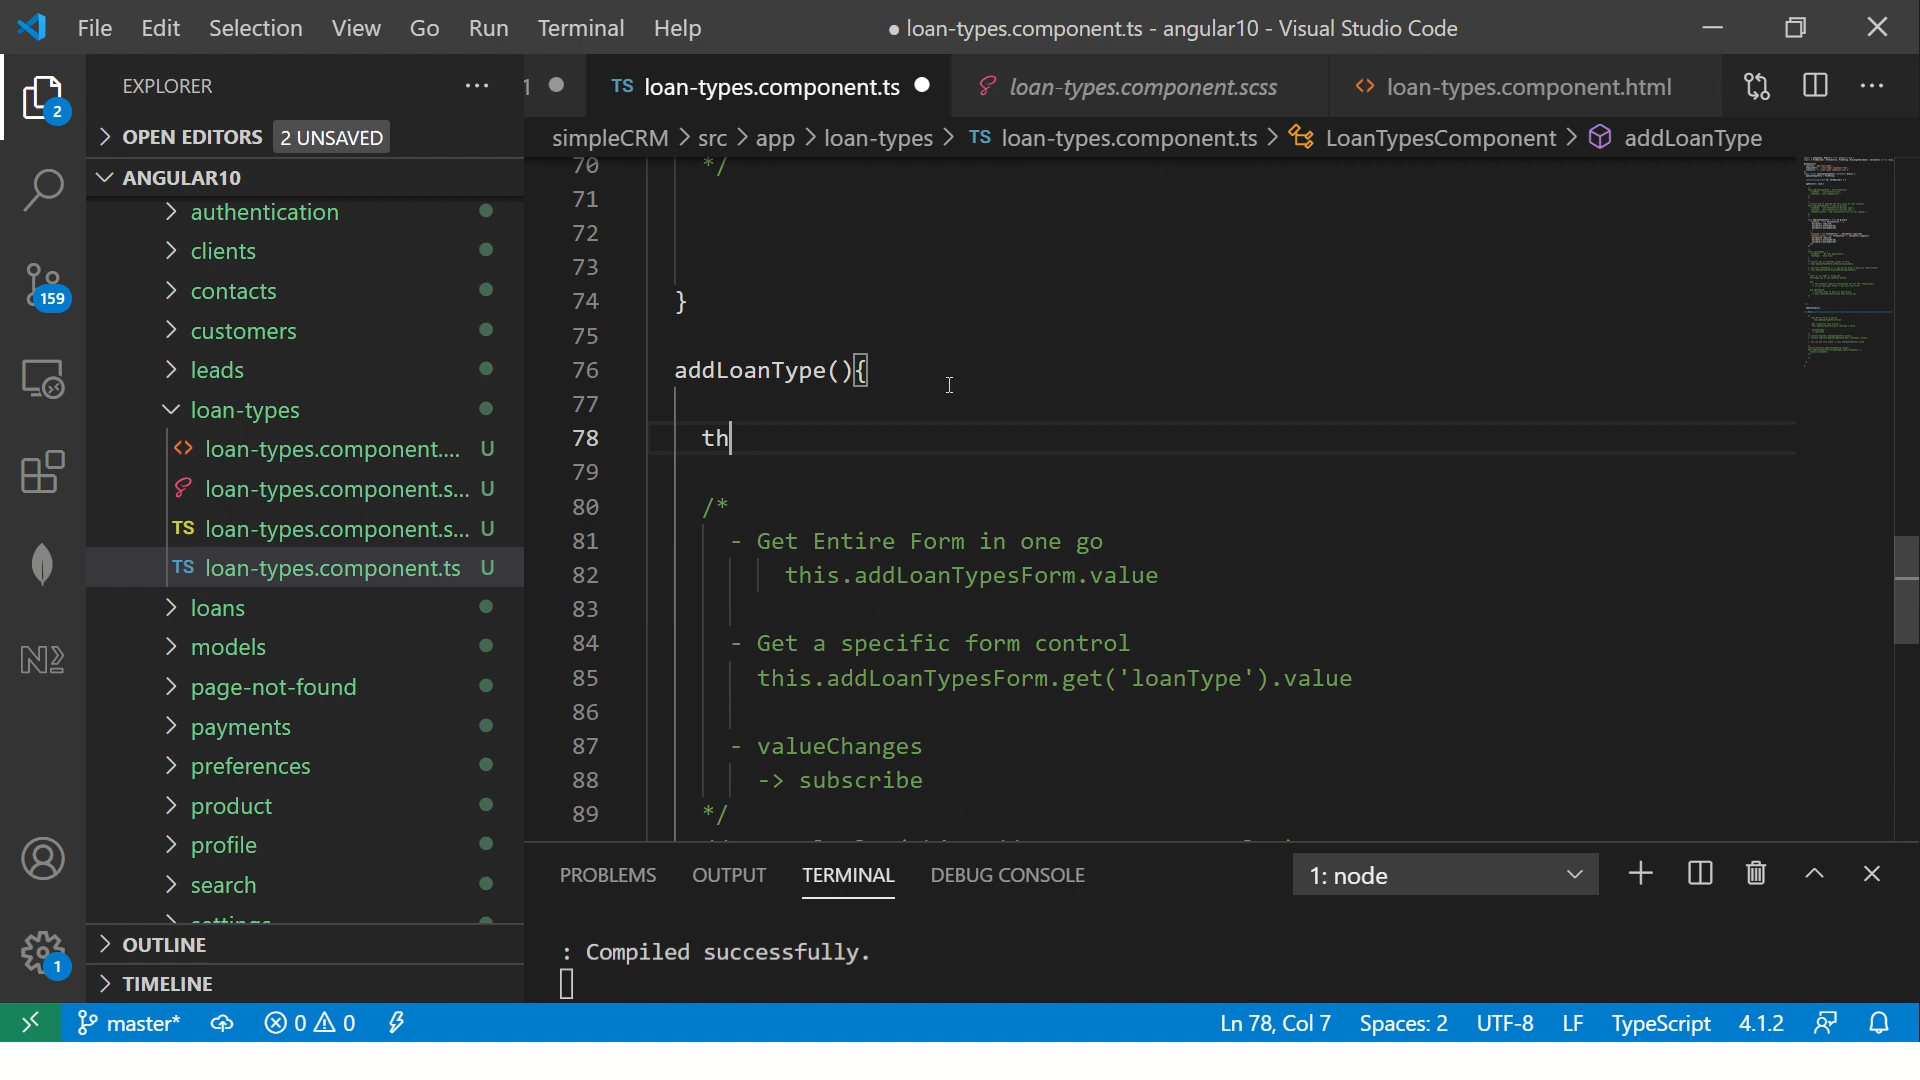 File Edit Selection View Go Run Terminal Help
● loan-types.component.ts - angular10 - Visual Studio Code
EXPLORER
1
TS loan-types.component.ts
loan-types.component.scss
<> loan-types.component.html
2
OPEN EDITORS 2 UNSAVED
simpleCRM > src > app > loan-types > TS loan-types.component.ts > LoanTypesComponent > addLoanType
ANGULAR10
authentication
clients
contacts
customers
leads
loan-types
<> loan-types.component.... U
loan-types.component.s... U
TS loan-types.component.s... U
TS loan-types.component.ts U
loans
models
page-not-found
payments
preferences
product
profile
search
settings
OUTLINE
TIMELINE
159
1
70 */
71
72
73
74 }
75
76 addLoanType(){
77
78 th
79
80 /*
81 - Get Entire Form in one go
82 this.addLoanTypesForm.value
83
84 - Get a specific form control
85 this.addLoanTypesForm.get('loanType').value
86
87 - valueChanges
88 -> subscribe
89 */
PROBLEMS OUTPUT TERMINAL DEBUG CONSOLE
1: node
: Compiled successfully.
master* 0 0
Ln 78, Col 7 Spaces: 2 UTF-8 LF TypeScript 4.1.2